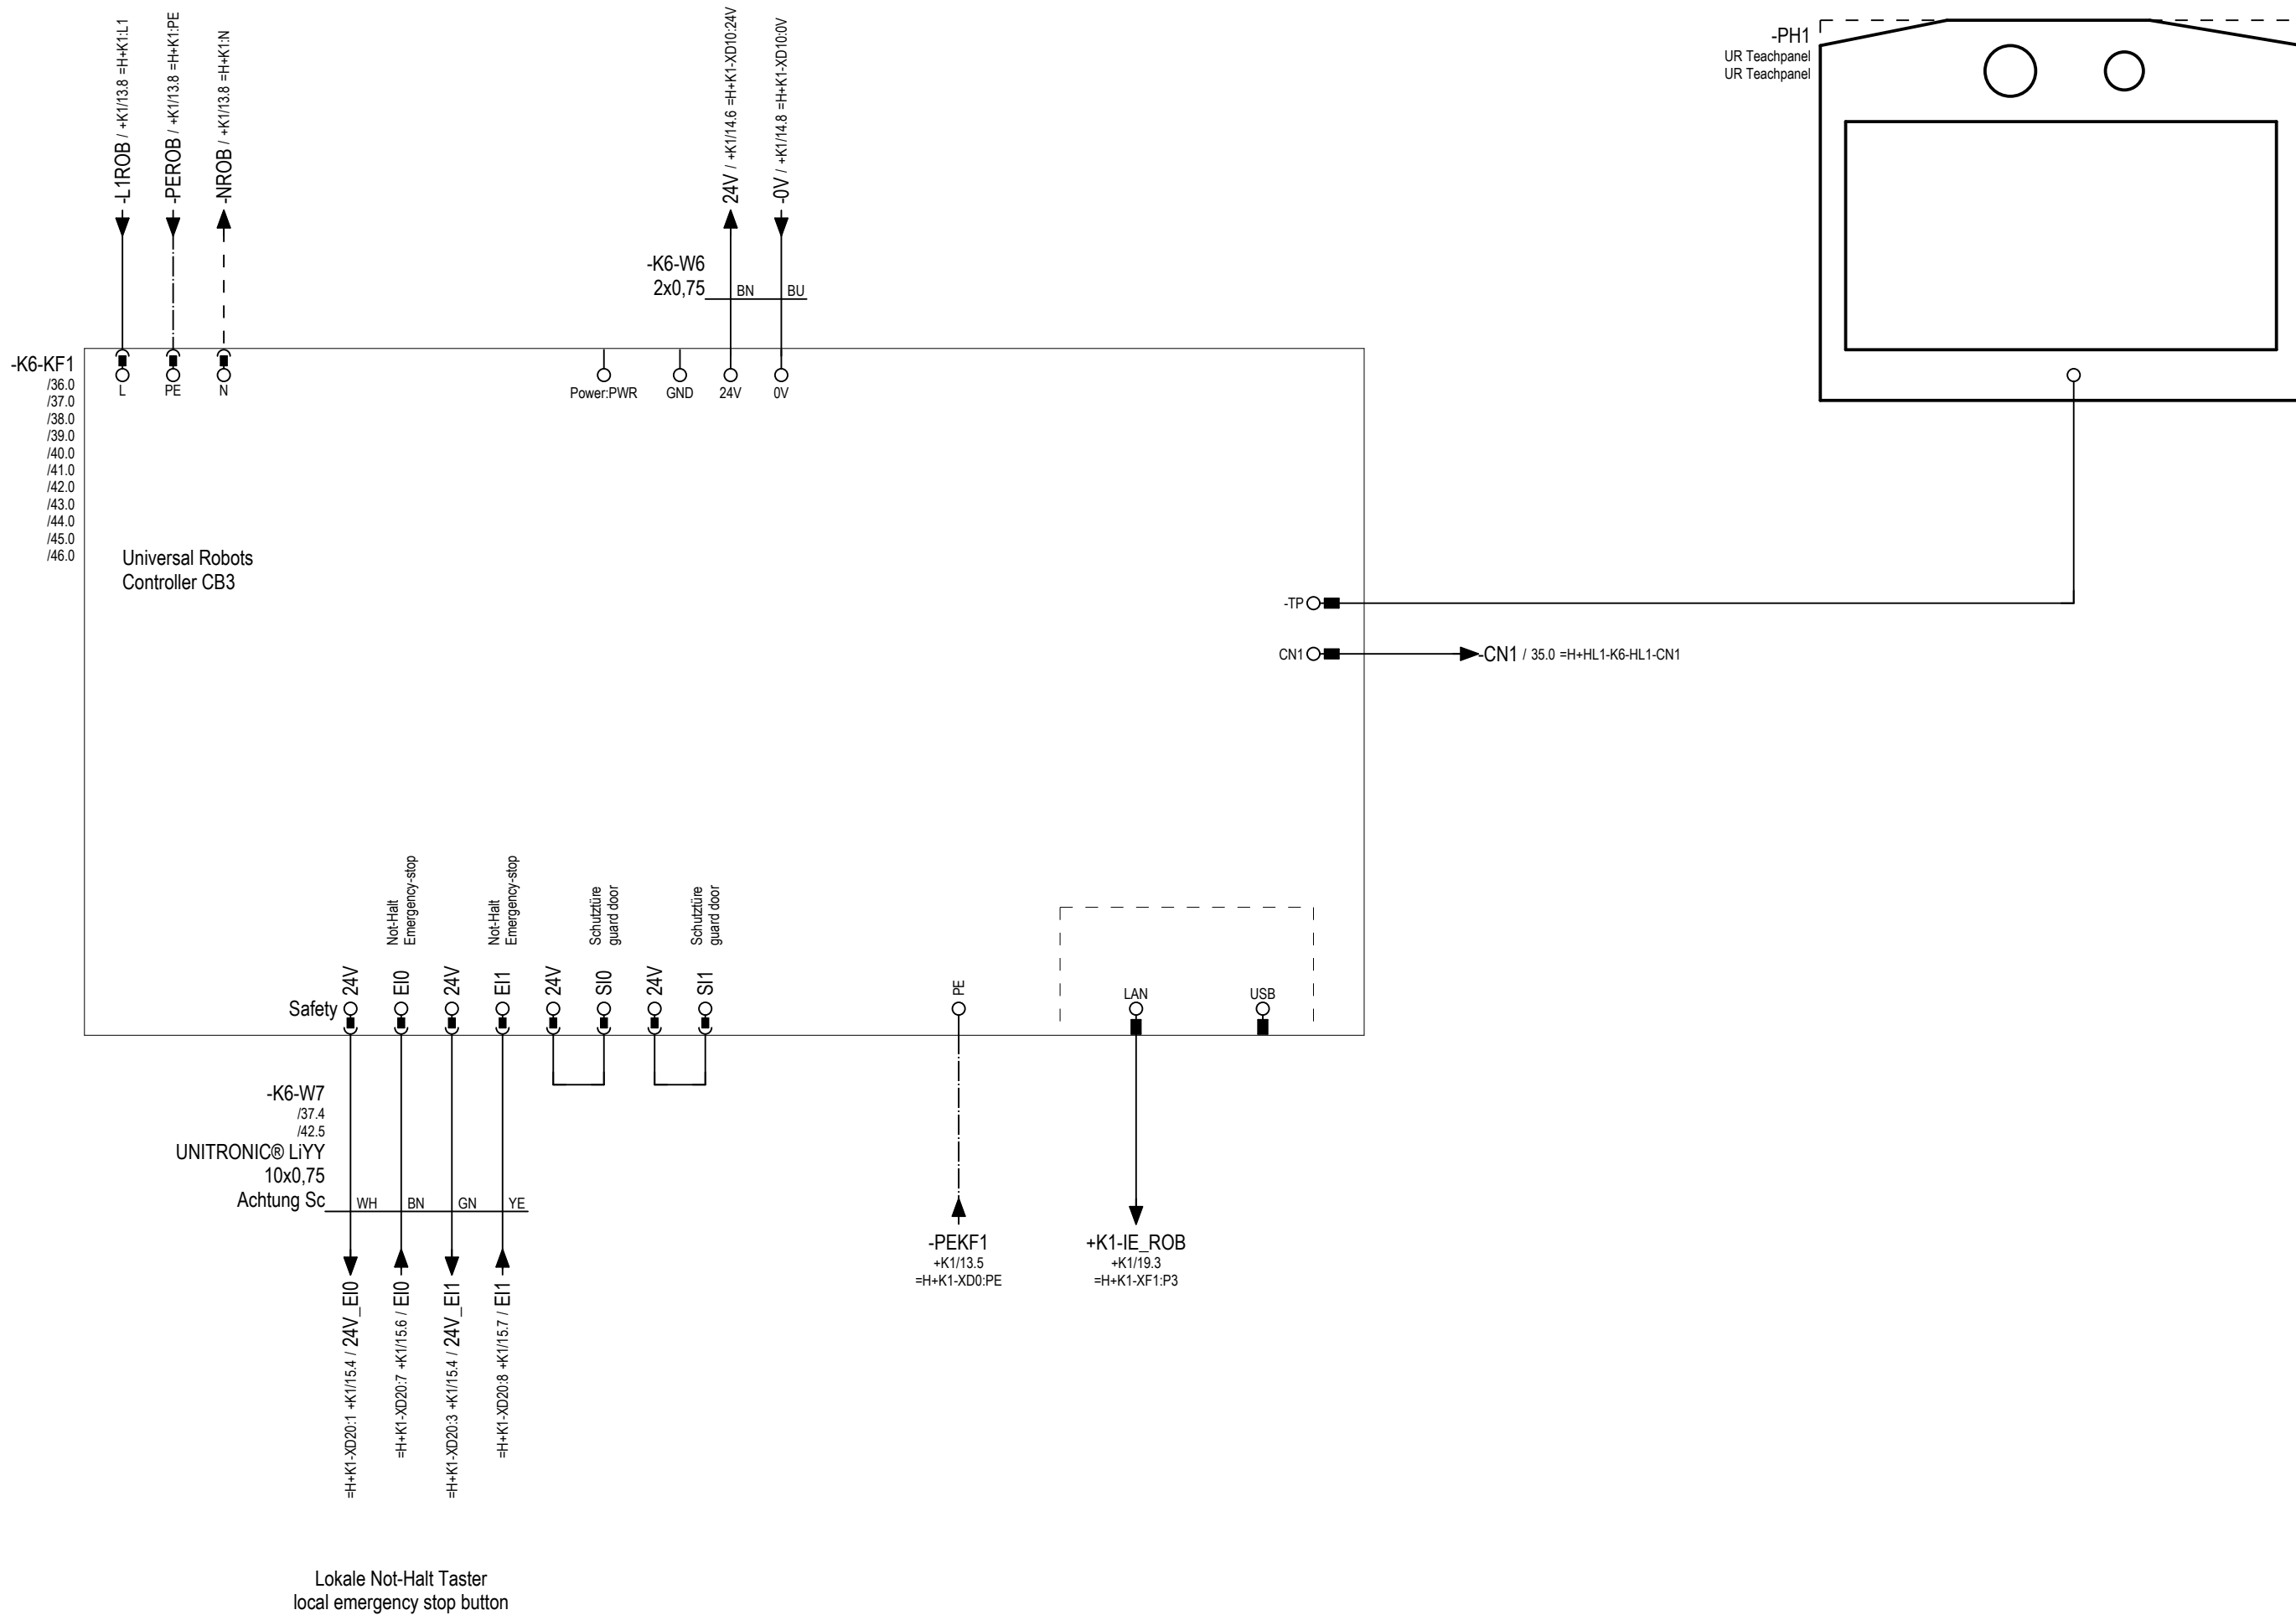 -L1ROB / +K1/13.8 =H+K1:L1
-PEROB / +K1/13.8 =H+K1:PE
-NROB / +K1/13.8 =H+K1:N
24V / +K1/14.6 =H+K1-XD10:24V
-0V / +K1/14.8 =H+K1-XD10:0V
-PH1
UR Teachpanel
UR Teachpanel
-K6-W6
2x0,75
BN
BU
-K6-KF1
/36.0
/37.0
/38.0
/39.0
/40.0
/41.0
/42.0
/43.0
/44.0
/45.0
/46.0
L
PE
N
Power:PWR
GND
24V
0V
Universal Robots
Controller CB3
-TP
CN1
-CN1 / 35.0 =H+HL1-K6-HL1-CN1
Not-Halt
Emergency-stop
Not-Halt
Emergency-stop
Schutztüre
guard door
Schutztüre
guard door
Safety
24V
EI0
24V
EI1
24V
SI0
24V
SI1
PE
LAN
USB
-K6-W7
/37.4
/42.5
UNITRONIC® LiYY
10x0,75
Achtung Sc
WH
BN
GN
YE
=H+K1-XD20:1 +K1/15.4 / 24V_EI0
=H+K1-XD20:7 +K1/15.6 / EI0
=H+K1-XD20:3 +K1/15.4 / 24V_EI1
=H+K1-XD20:8 +K1/15.7 / EI1
-PEKF1
+K1/13.5
=H+K1-XD0:PE
+K1-IE_ROB
+K1/19.3
=H+K1-XF1:P3
Lokale Not-Halt Taster
local emergency stop button